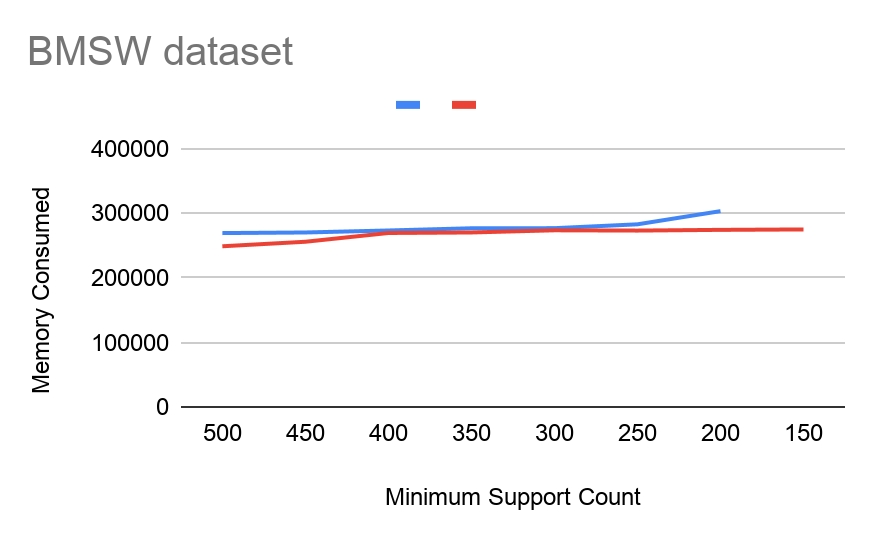 BMSW dataset
400000
300000
200000
100000
0
Memory Consumed
500 450 400 350 300 250 200 150
Minimum Support Count